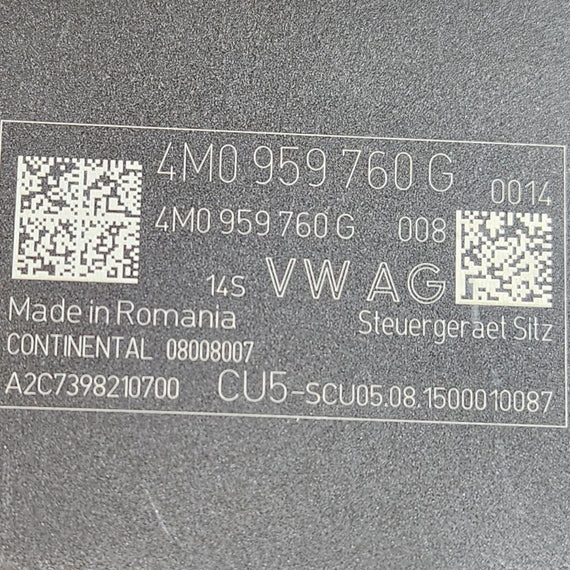 4M0 959 760 G 0014
4M0 959 760 G 008
14S VW AG
Made in Romania Steuergeraet Sitz
CONTINENTAL 08008007
A2C7398210700 CU5-SCU05.08.1500010087